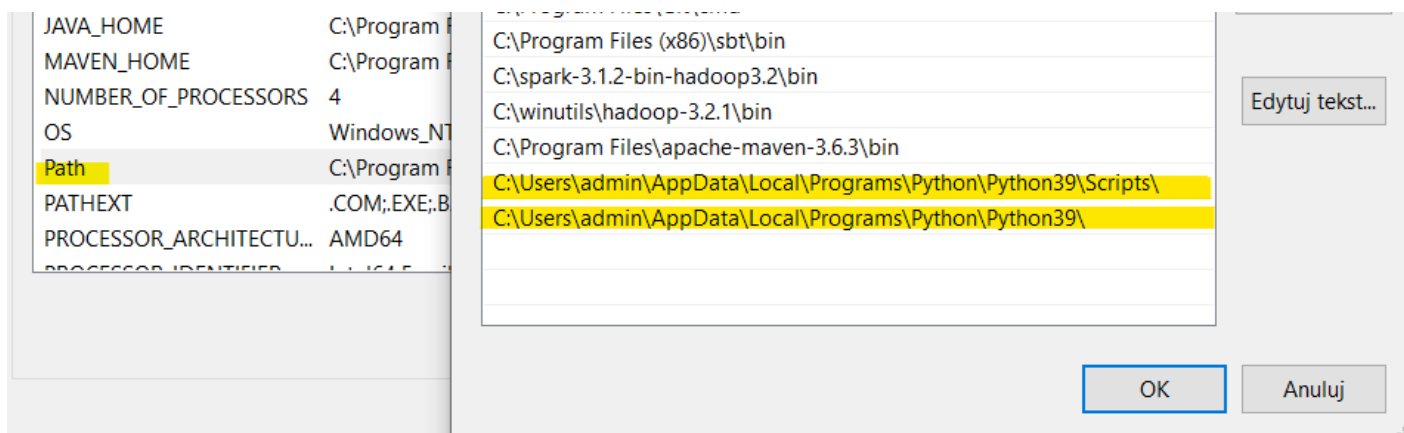 JAVA_HOME C:\Program F
MAVEN_HOME C:\Program F
NUMBER_OF_PROCESSORS 4
OS Windows_NT
Path C:\Program F
PATHEXT .COM;.EXE;.B
PROCESSOR_ARCHITECTU... AMD64
C:\Program Files (x86)\sbt\bin
C:\spark-3.1.2-bin-hadoop3.2\bin
C:\winutils\hadoop-3.2.1\bin
C:\Program Files\apache-maven-3.6.3\bin
C:\Users\admin\AppData\Local\Programs\Python\Python39\Scripts\
C:\Users\admin\AppData\Local\Programs\Python\Python39\
Edytuj tekst...
OK
Anuluj